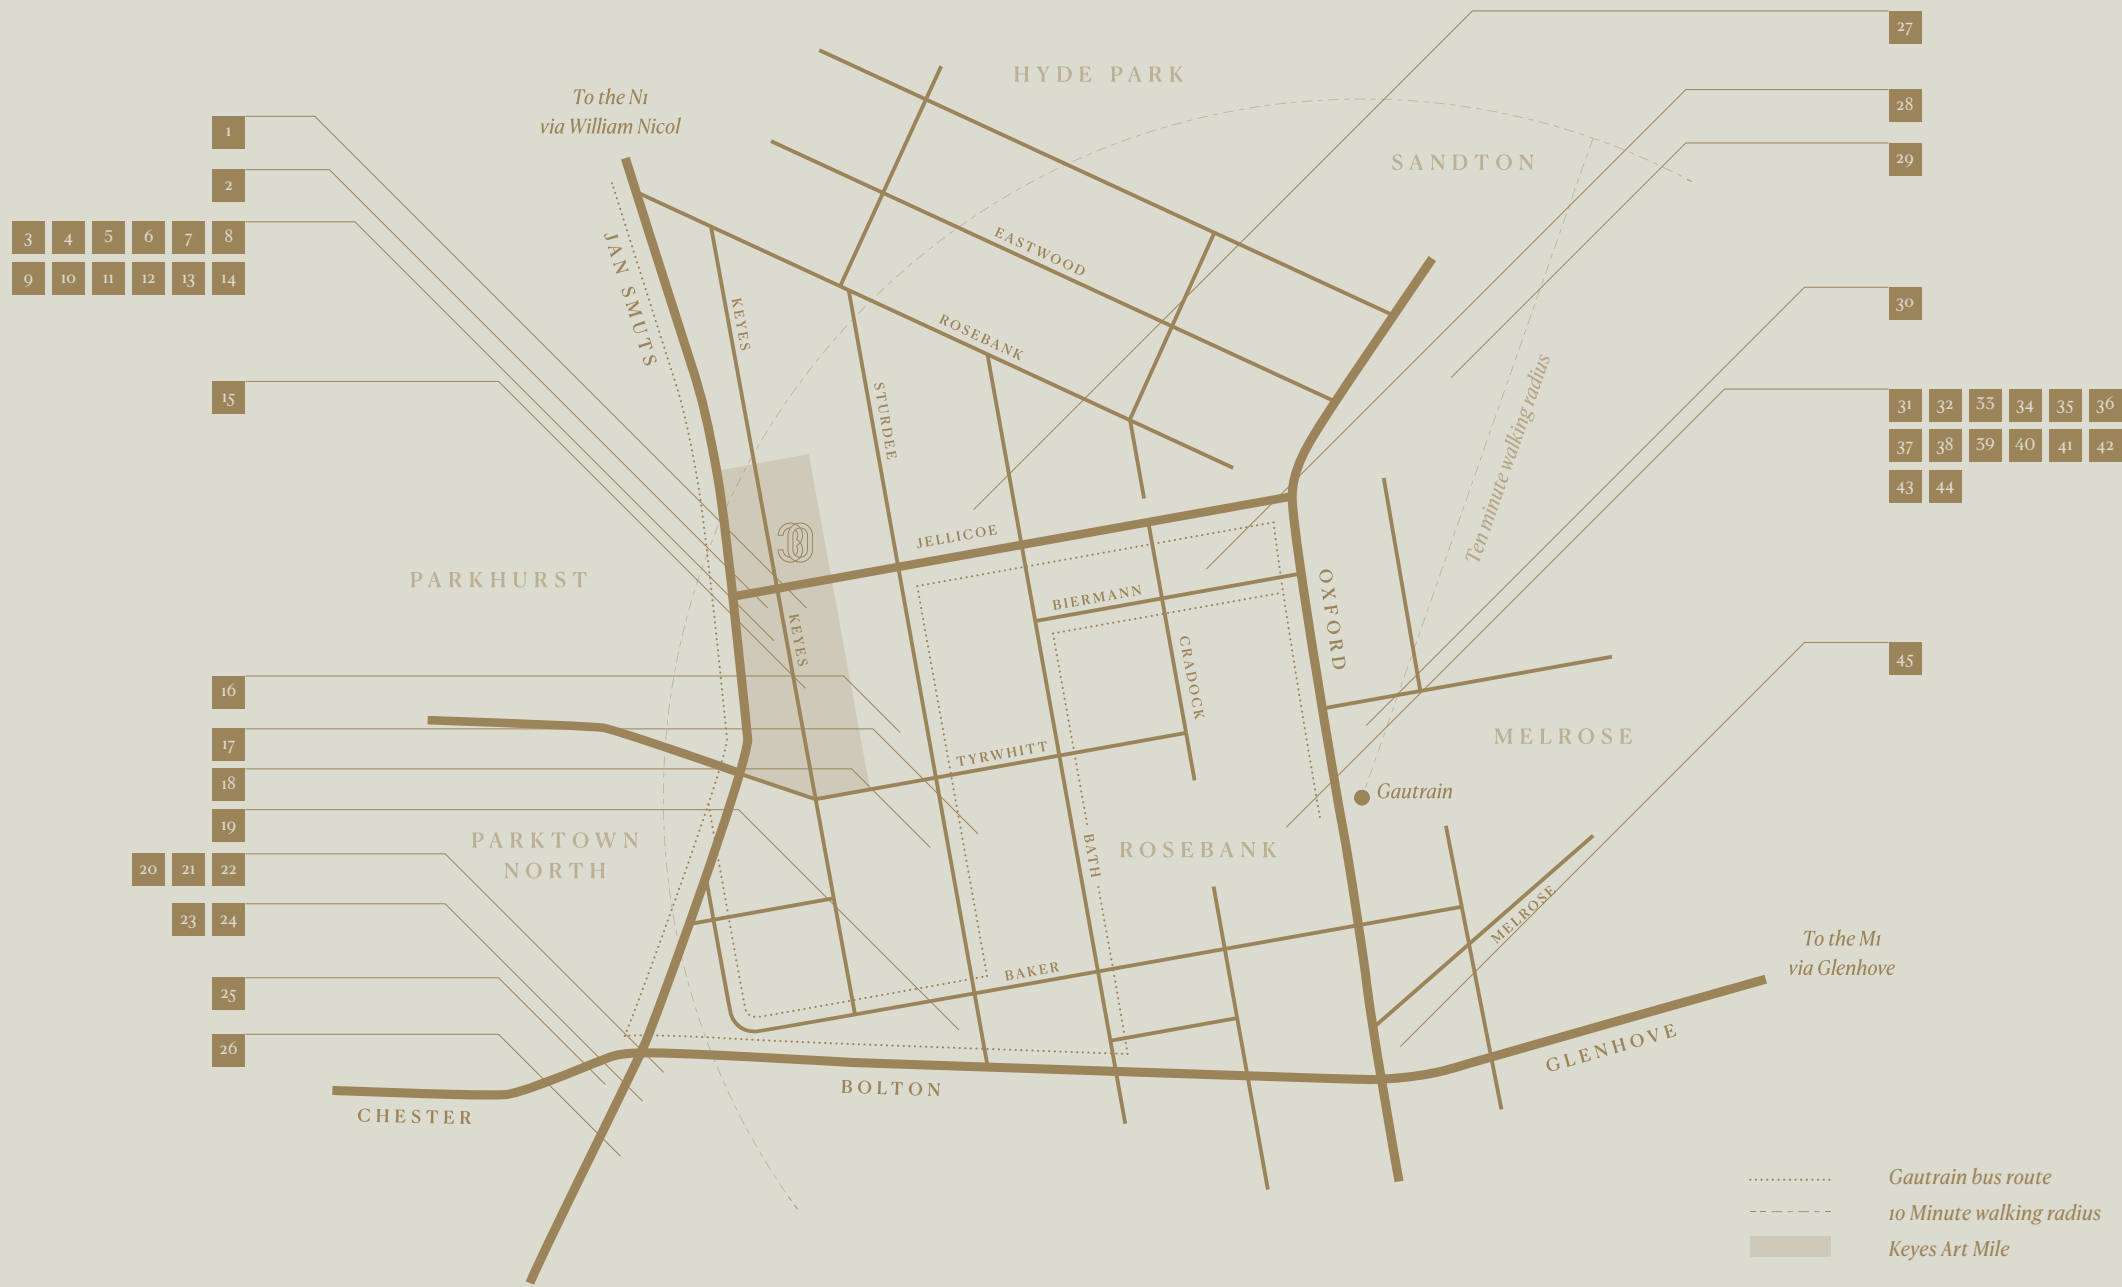 27
HYDE PARK
To the N1
via William Nicol
28
1
SANDTON
29
2
3 4 5 6 7 8
9 10 11 12 13 14
JAN SMUTS
EASTWOOD
KEYES
ROSEBANK
30
STURDEE
15
Ten minute walking radius
31 32 33 34 35 36
37 38 39 40 41 42
43 44
JELLICOE
PARKHURST
BIERMANN
OXFORD
KEYES
CRADOCK
45
16
17
TYRWHITT
MELROSE
18
Gautrain
19
PARKTOWN
NORTH
BATH
ROSEBANK
20 21 22
23 24
MELROSE
To the M1
via Glenhove
25
BAKER
26
GLENHOVE
BOLTON
CHESTER
Gautrain bus route
10 Minute walking radius
Keyes Art Mile